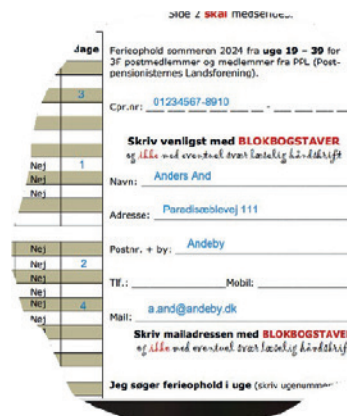 Side 2 skal medsendes.
dage
Ferieophold sommeren 2024 fra uge 19 - 39 for
3F postmedlemmer og medlemmer fra PPL (Post-
pensionisternes Landsforening).
3
Cpr.nr: 01234567-8910 -
Skriv venligst med BLOKBOGSTAVER
og ikke med eventuel svær læselig håndskrift
Nej 1
Nej
Navn: Anders And
Nej
Adresse: Paradisæblevej 111
Postnr. + by: Andeby
Nej
Nej 2
Nej
Tlf.: Mobil:
Nej 4
Mail: a.and@andeby.dk
Nej
Skriv mailadressen med BLOKBOGSTAVER
og ikke med eventuel svær læselig håndskrift
Nej
Jeg søger ferieophold i uge (skriv ugenummer